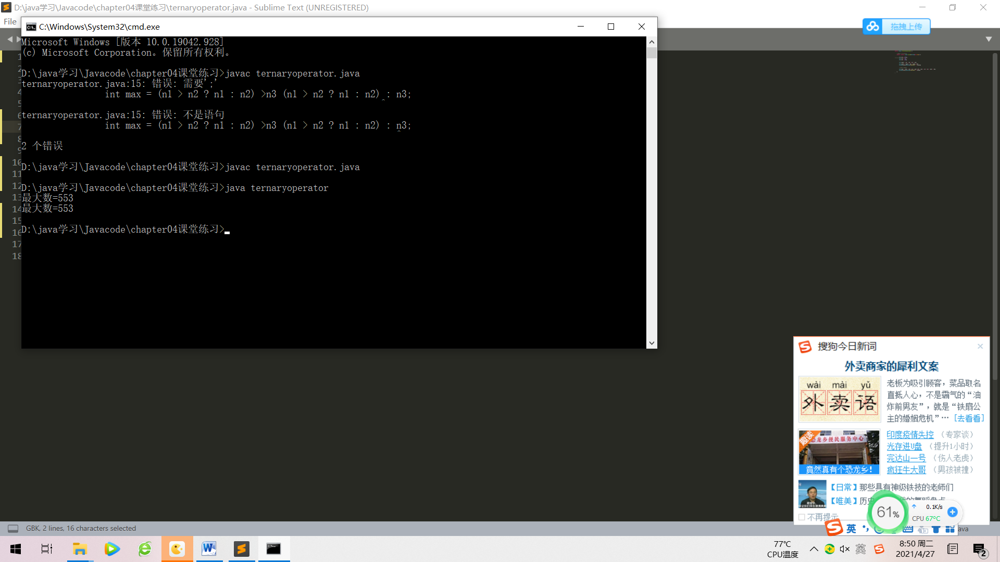 D:\java学习\Javacode\chapter04课堂练习\ternaryoperator.java - Sublime Text (UNREGISTERED)
File
C:\Windows\System32\cmd.exe
拖拽上传
Microsoft Windows [版本 10.0.19042.928]
(c) Microsoft Corporation。保留所有权利。
D:\java学习\Javacode\chapter04课堂练习>javac ternaryoperator.java
ternaryoperator.java:15: 错误: 需要';'
int max = (n1 > n2 ? n1 : n2) >n3 (n1 > n2 ? n1 : n2) : n3;
^
ternaryoperator.java:15: 错误: 不是语句
int max = (n1 > n2 ? n1 : n2) >n3 (n1 > n2 ? n1 : n2) : n3;
^
2 个错误
D:\java学习\Javacode\chapter04课堂练习>javac ternaryoperator.java
D:\java学习\Javacode\chapter04课堂练习>java ternaryoperator
最大数=553
最大数=553
D:\java学习\Javacode\chapter04课堂练习>
1
2
3
4
5
6
7
8
9
10
11
12
13
14
15
16
17
18
搜狗今日新词
外卖商家的犀利文案
wài mài yǔ
外卖语
老板为吸引顾客，菜品取名
直抵人心，不是霸气的“油
炸前男友”，就是“铁扇公
主的婚姻危机”… [去看看]
趣读
恐龙乡便民服务中心
竟然真有个恐龙乡!
印度疫情失控 （专家谈）
光存进U盘 （提升1小时）
完达山一号 （伤人老虎）
疯狂牛大哥 （男孩被撞）
【日常】那些具有神级铁技的老师们
【唯美】历史
不再提示
61%
0.1K/s
CPU 67℃
英
GBK, 2 lines, 16 characters selected
ava
77℃
CPU温度
英
8:50 周二
2021/4/27
2